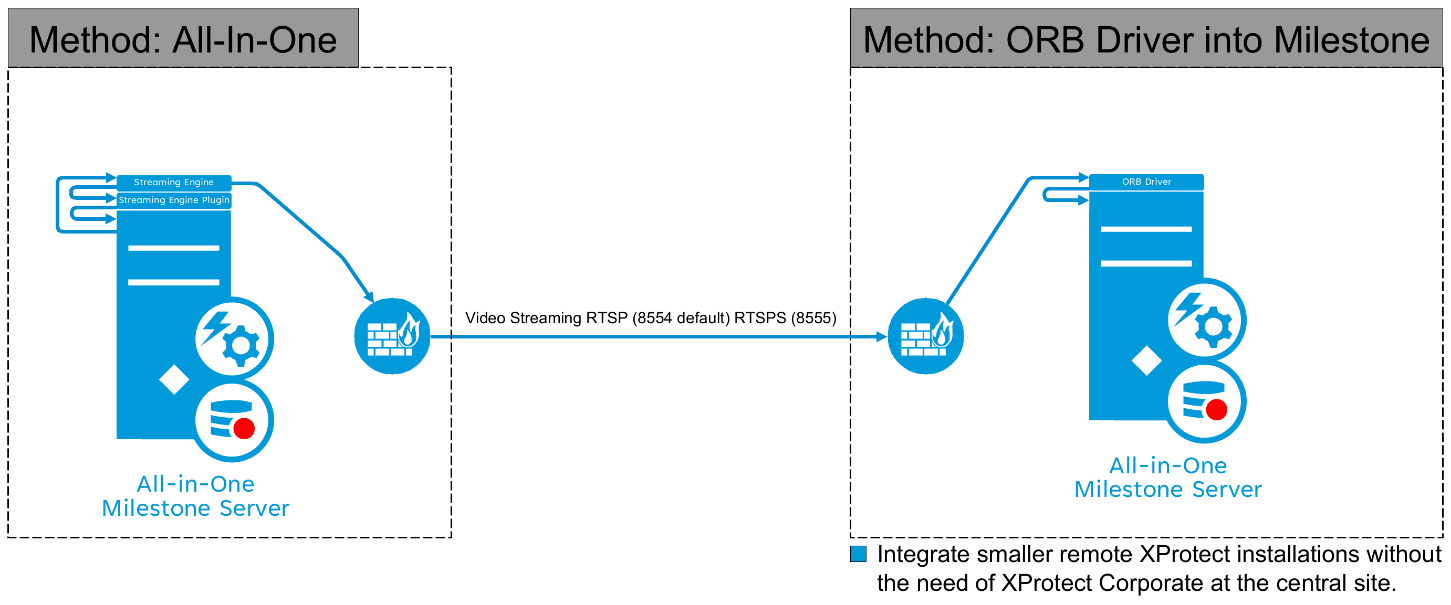 Method: All-In-One
Method: ORB Driver into Milestone
Streaming Engine
Streaming Engine Plugin
ORB Driver
Video Streaming RTSP (8554 default) RTSPS (8555)
All-in-One
Milestone Server
All-in-One
Milestone Server
Integrate smaller remote XProtect installations without
the need of XProtect Corporate at the central site.